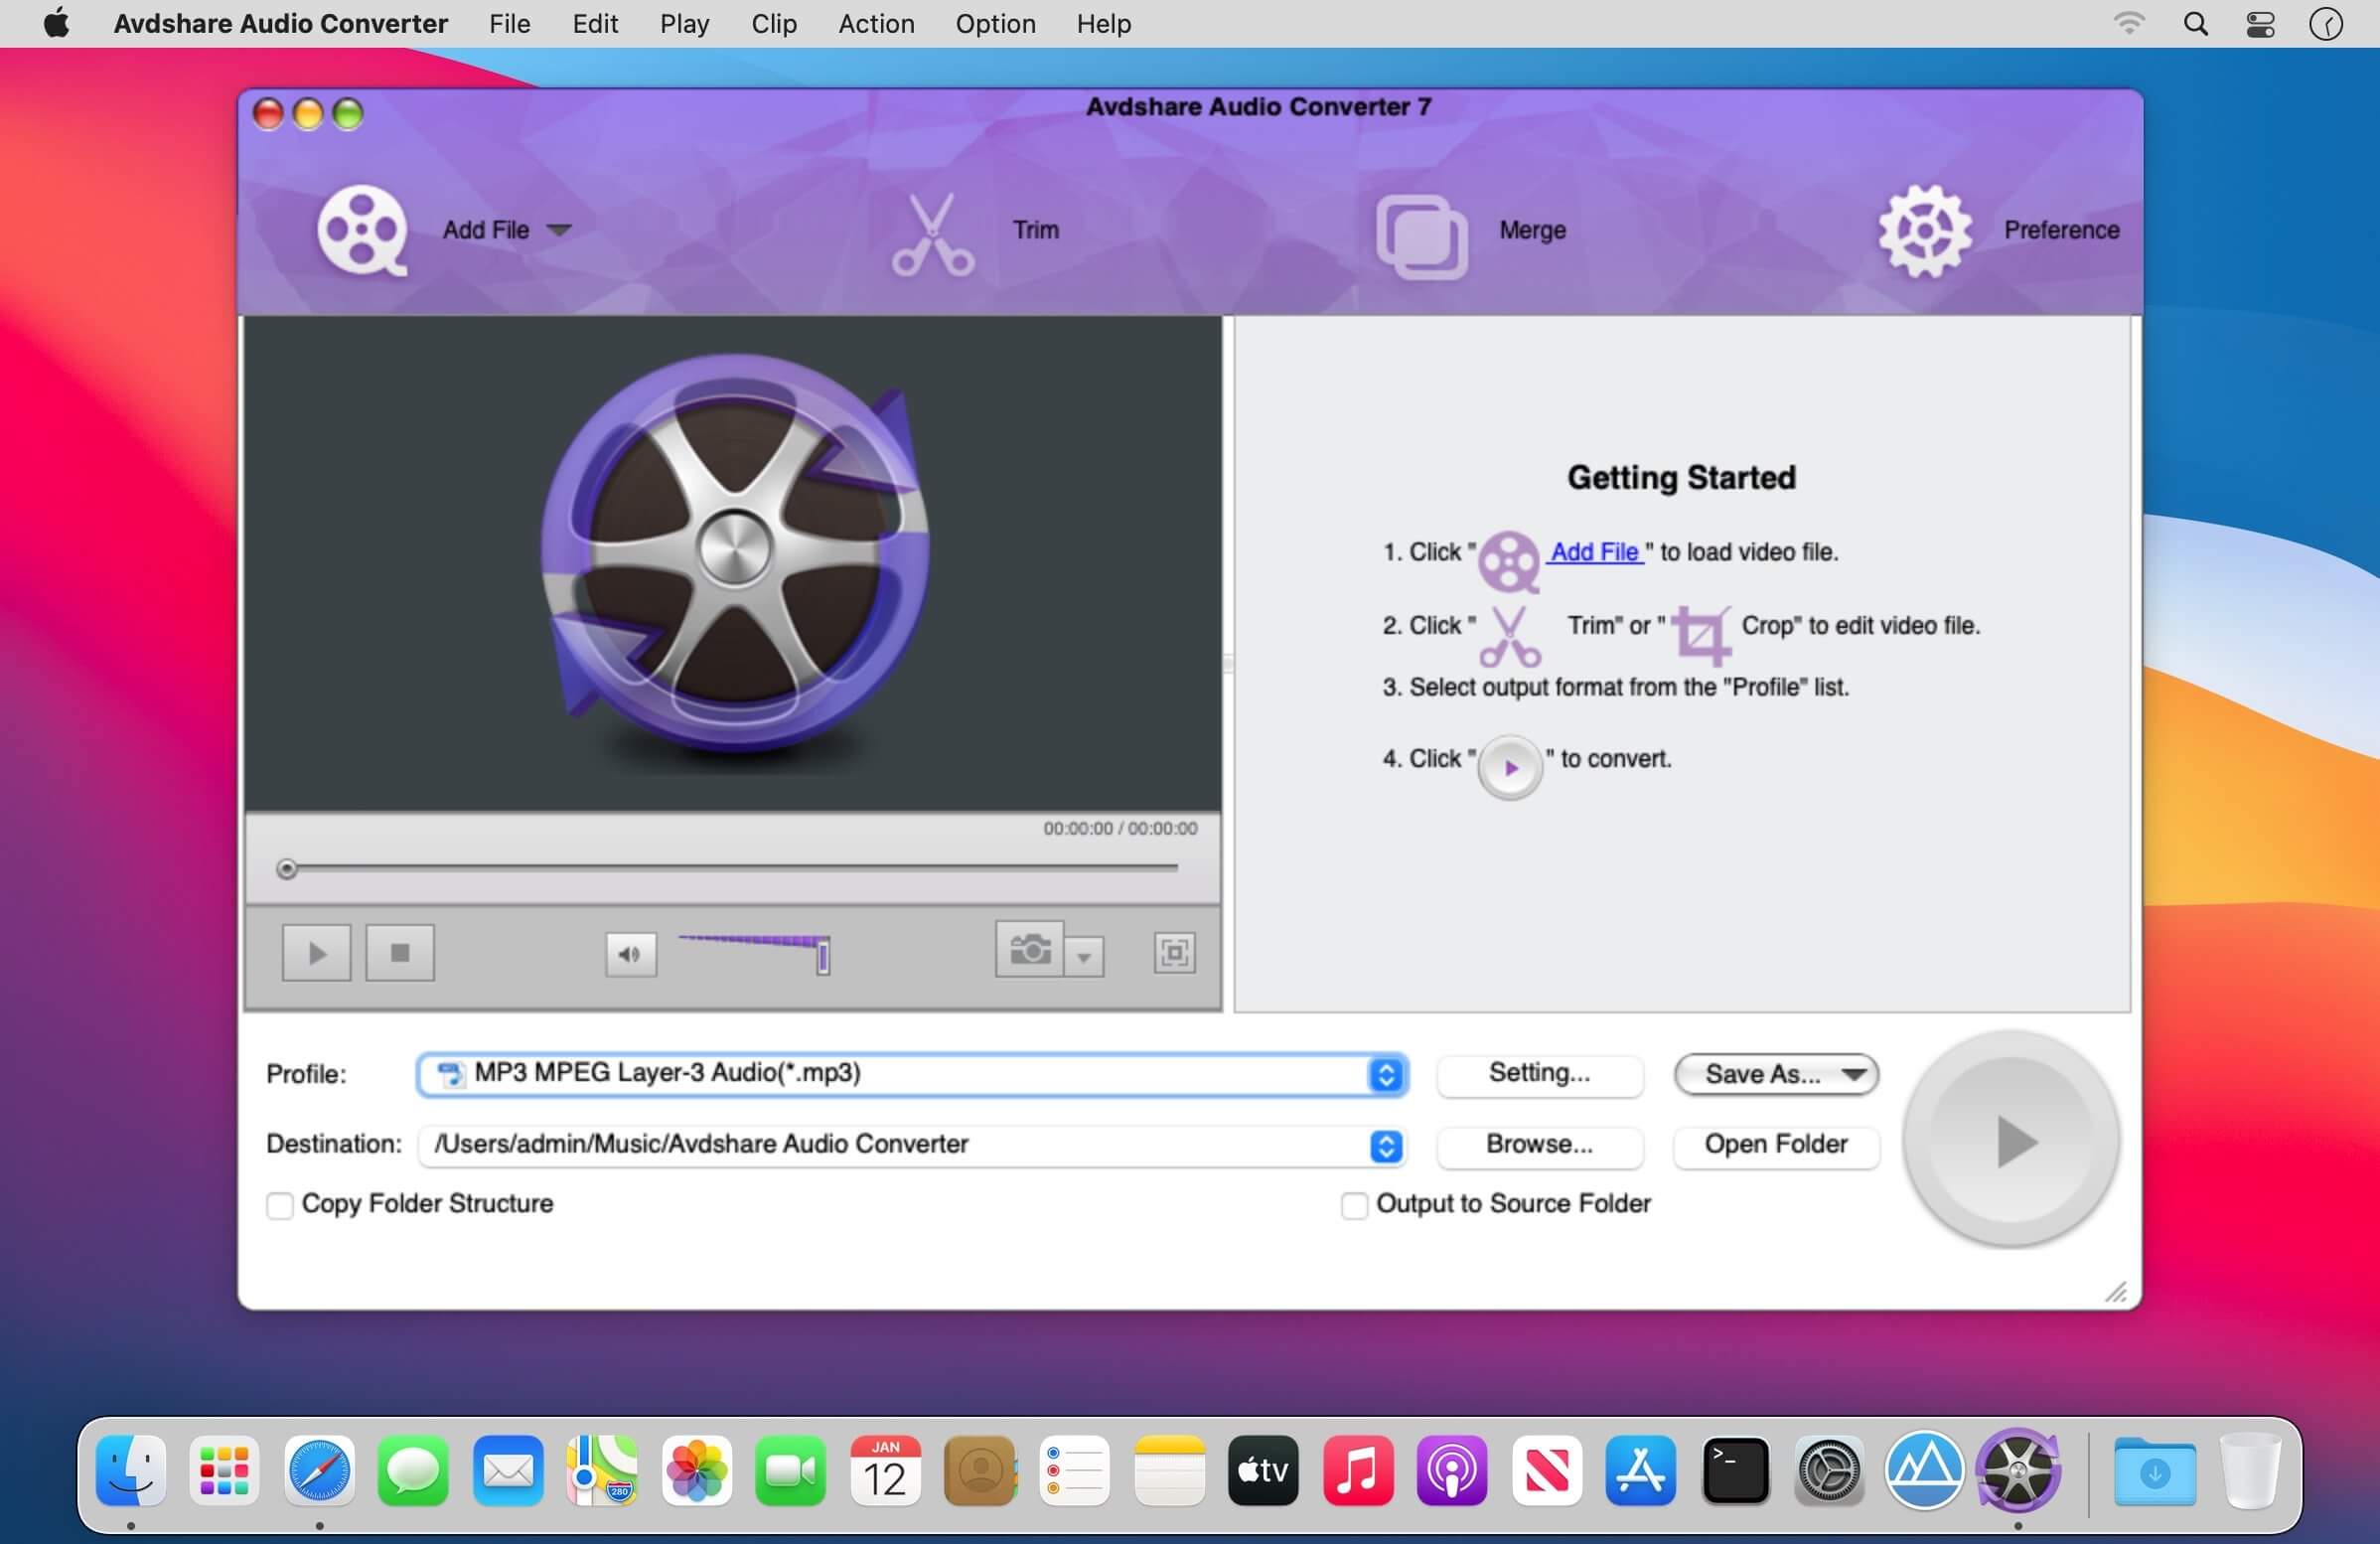 Avdshare Audio Converter File Edit Play Clip Action Option Help
Avdshare Audio Converter 7
Add File Trim Merge Preference
Getting Started
1. Click " Add File " to load video file.
2. Click " Trim" or " Crop" to edit video file.
3. Select output format from the "Profile" list.
4. Click " " to convert.
00:00:00 / 00:00:00
Profile: MP3 MPEG Layer-3 Audio(*.mp3) Setting... Save As...
Destination: /Users/admin/Music/Avdshare Audio Converter Browse... Open Folder
Copy Folder Structure Output to Source Folder
280
JAN
12
tv
>_